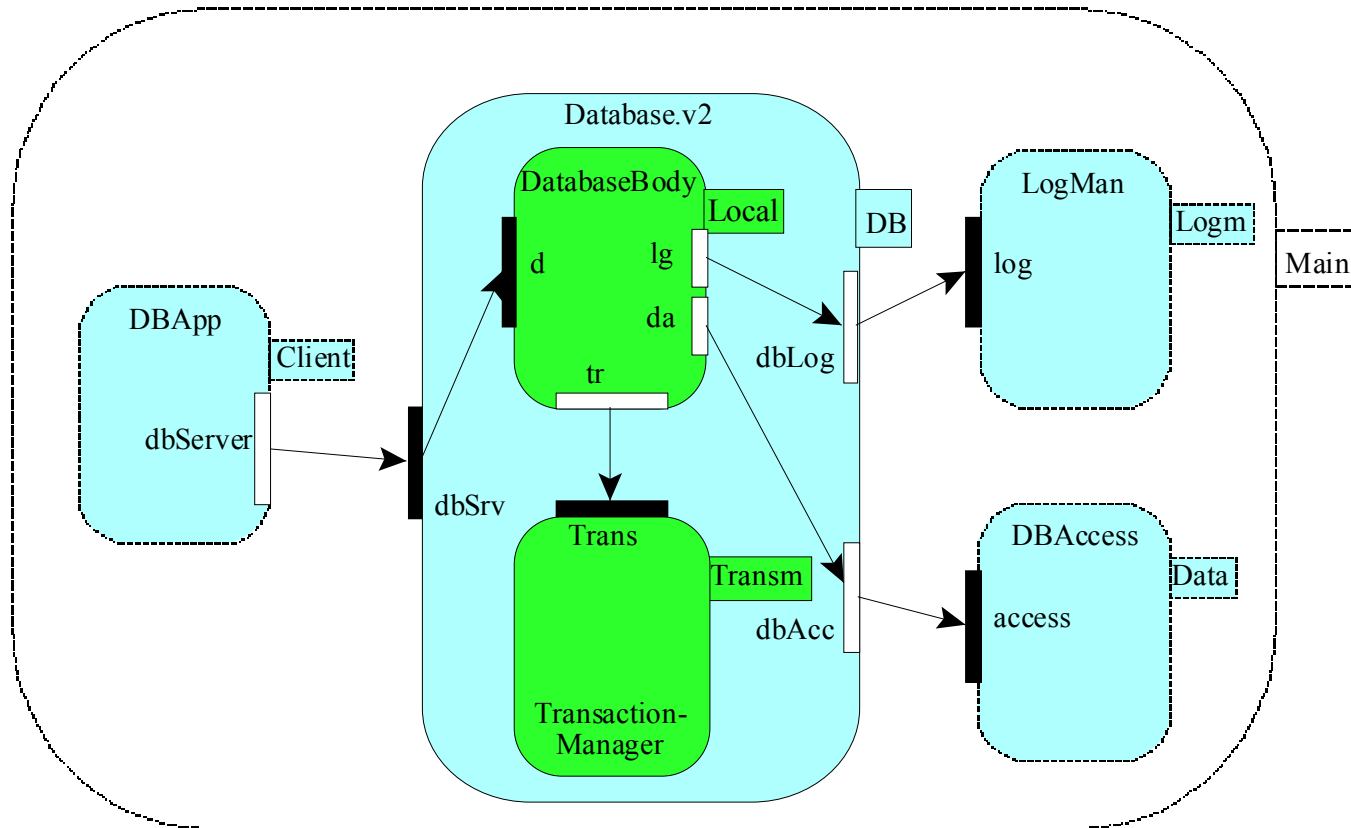 Database.v2
DatabaseBody
Local
LogMan
Logm
DB
d
lg
log
Main
DBApp
da
Client
dbLog
tr
dbServer
dbSrv
Trans
DBAccess
Transm
Data
dbAcc
access
Transaction-
Manager